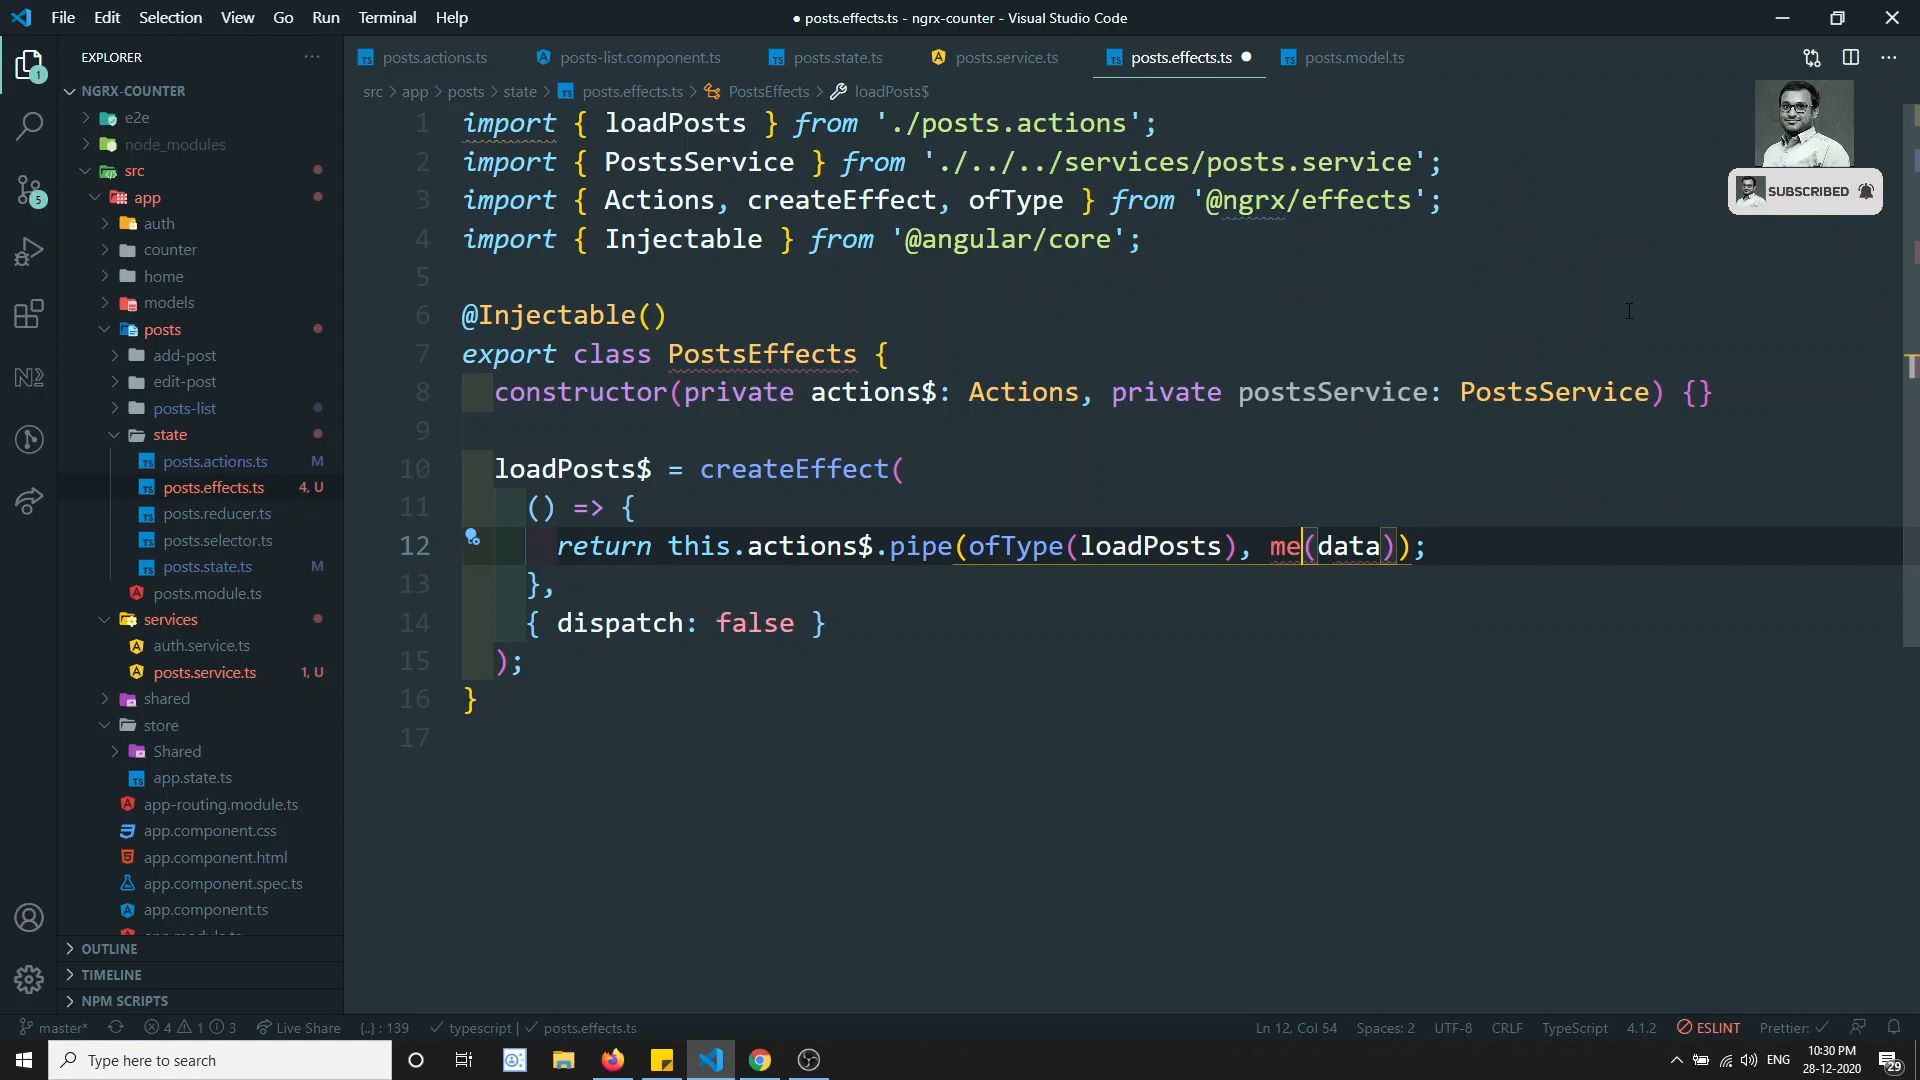 File Edit Selection View Go Run Terminal Help
● posts.effects.ts - ngrx-counter - Visual Studio Code
EXPLORER
posts.actions.ts posts-list.component.ts posts.state.ts posts.service.ts posts.effects.ts ● posts.model.ts
src > app > posts > state > posts.effects.ts > PostsEffects > loadPosts$
NGRX-COUNTER
e2e
node_modules
src
app
auth
counter
home
models
posts
add-post
edit-post
posts-list
state
posts.actions.ts M
posts.effects.ts 4, U
posts.reducer.ts
posts.selector.ts
posts.state.ts M
posts.module.ts
services
auth.service.ts
posts.service.ts 1, U
shared
store
Shared
app.state.ts
app-routing.module.ts
app.component.css
app.component.html
app.component.spec.ts
app.component.ts
OUTLINE
TIMELINE
NPM SCRIPTS
1
5
1 import { loadPosts } from './posts.actions';
2 import { PostsService } from './../../services/posts.service';
3 import { Actions, createEffect, ofType } from '@ngrx/effects';
4 import { Injectable } from '@angular/core';
5
6 @Injectable()
7 export class PostsEffects {
8 constructor(private actions$: Actions, private postsService: PostsService) {}
9
10 loadPosts$ = createEffect(
11 () => {
12 return this.actions$.pipe(ofType(loadPosts), me(data));
13 },
14 { dispatch: false }
15 );
16 }
17
SUBSCRIBED
master* 4 1 3 Live Share {..} : 139 typescript | posts.effects.ts
Ln 12, Col 54 Spaces: 2 UTF-8 CRLF TypeScript 4.1.2 ESLINT Prettier:
Type here to search
ENG
10:30 PM
28-12-2020
29